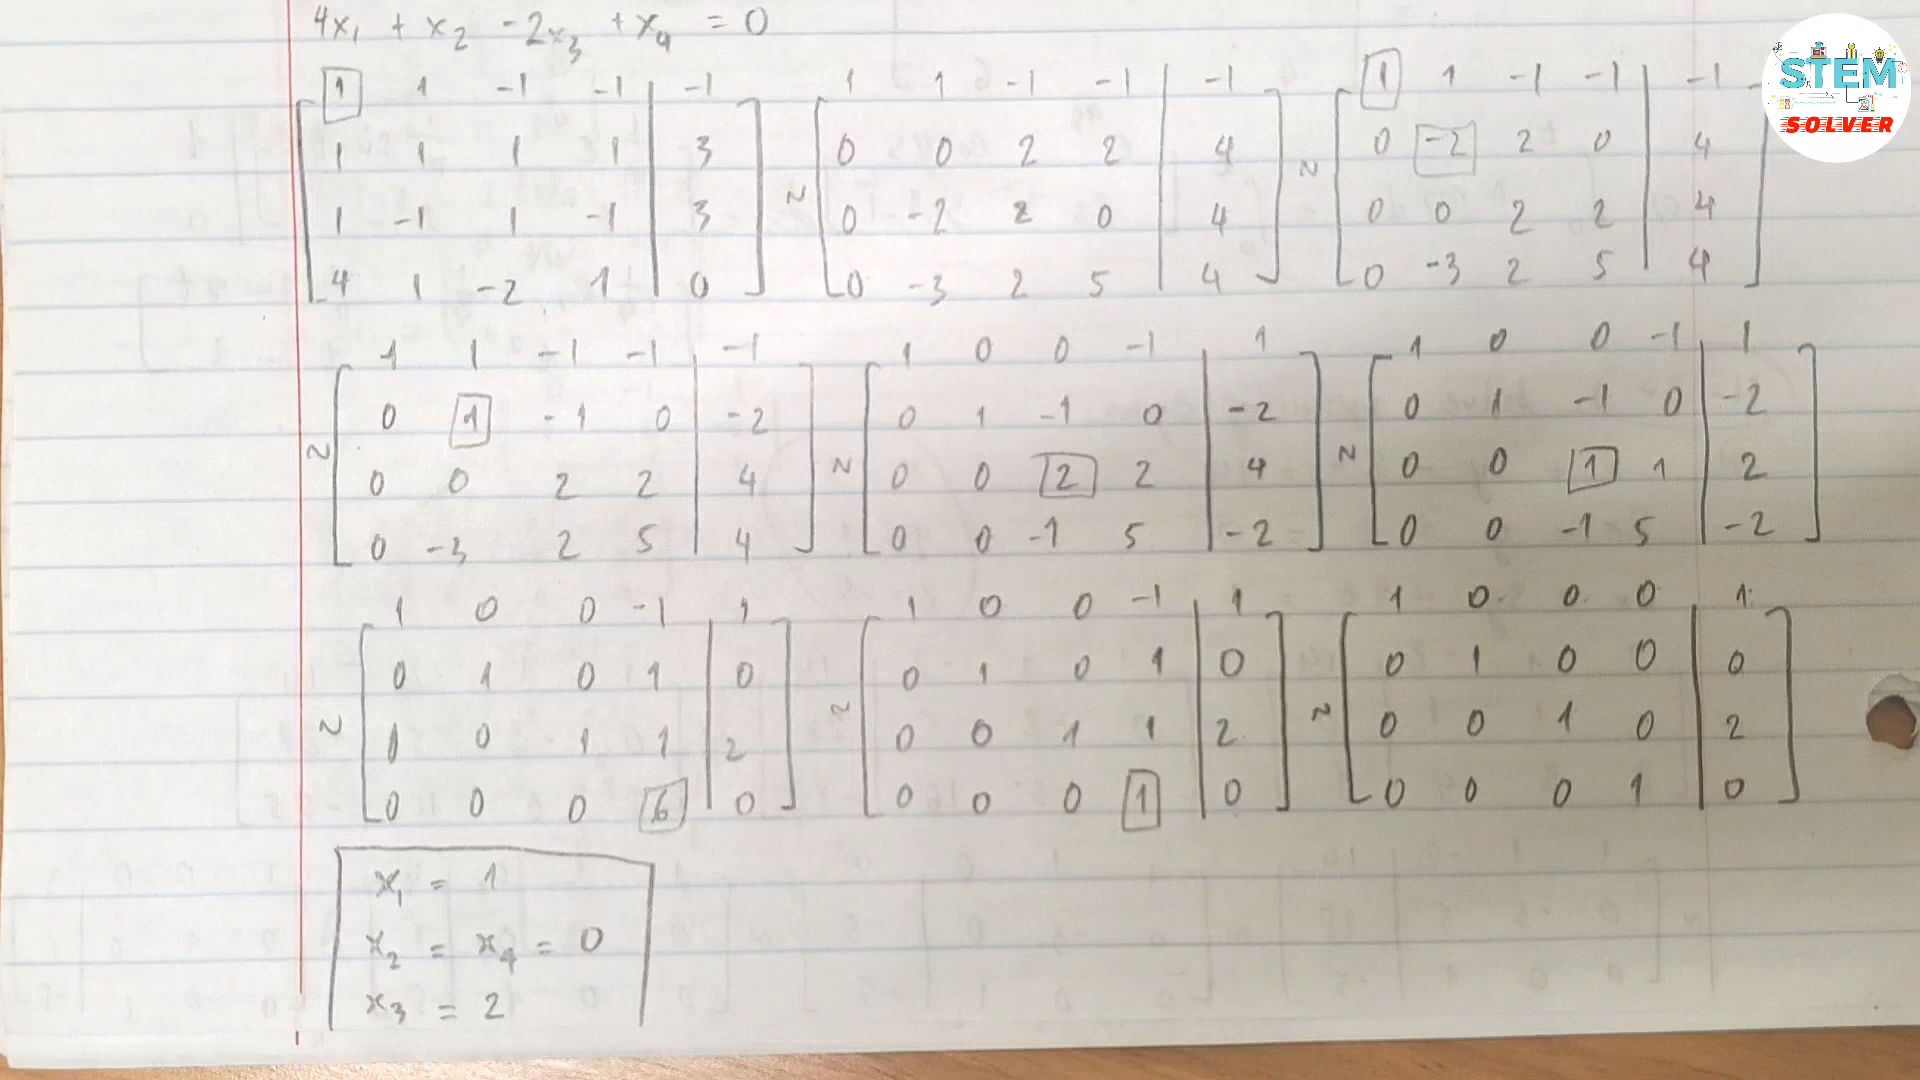 4x₁ + x₂ -2x₃ + x₄ = 0
STEM
SOLVER
1 1 -1 -1 | -1 1 1 -1 -1 | -1 1 1 -1 -1 | -1
1 1 1 1 | 3 ~ 0 0 2 2 | 4 ~ 0 -2 2 0 | 4
1 -1 1 -1 | 3 0 -2 2 0 | 4 0 0 2 2 | 4
4 1 -2 1 | 0 0 -3 2 5 | 4 0 -3 2 5 | 4
1 1 -1 -1 | -1 1 0 0 -1 | 1 1 0 0 -1 | 1
~ 0 1 -1 0 | -2 ~ 0 1 -1 0 | -2 ~ 0 1 -1 0 | -2
0 0 2 2 | 4 0 0 2 2 | 4 0 0 1 1 | 2
0 -3 2 5 | 4 0 0 -1 5 | -2 0 0 -1 5 | -2
1 0 0 -1 | 1 1 0 0 -1 | 1 1 0 0 0 | 1
~ 0 1 0 1 | 0 ~ 0 1 0 1 | 0 ~ 0 1 0 0 | 0
0 0 1 1 | 2 0 0 1 1 | 2 0 0 1 0 | 2
0 0 0 6 | 0 0 0 0 1 | 0 0 0 0 1 | 0
x₁ = 1
x₂ = x₄ = 0
x₃ = 2